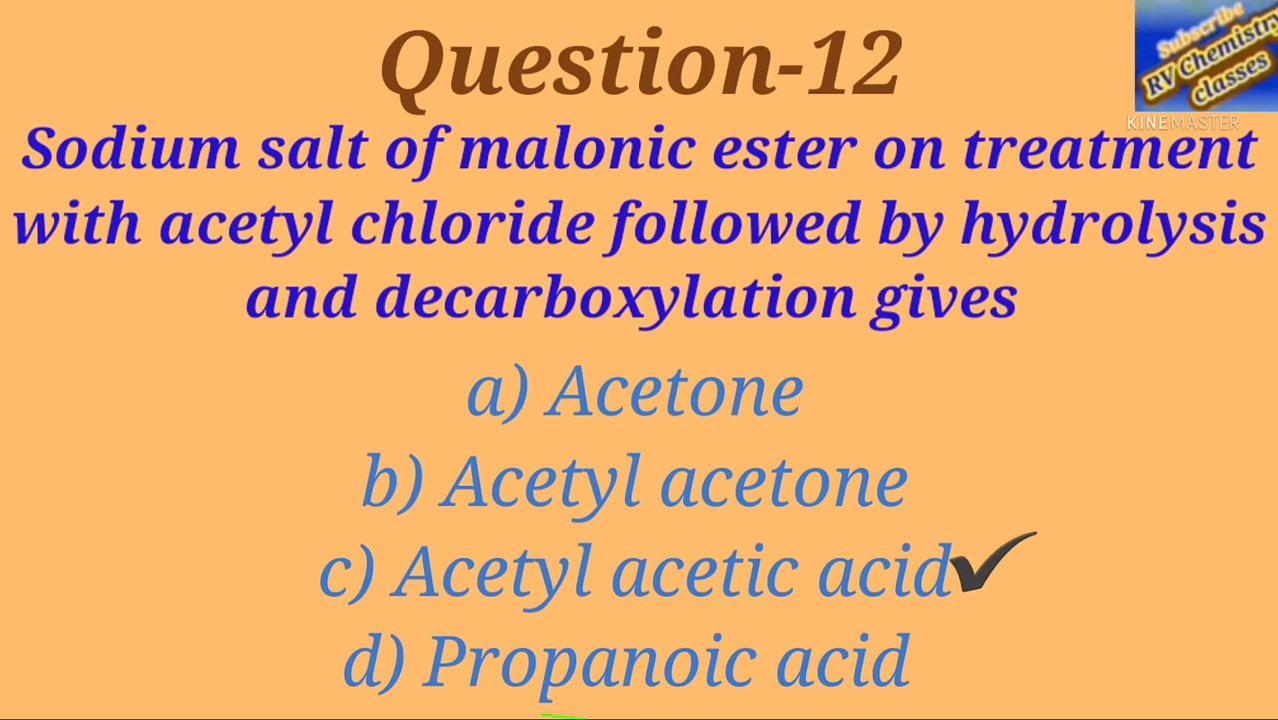 Question-12
Subscribe
RV Chemistry
classes
KINEMASTER
Sodium salt of malonic ester on treatment
with acetyl chloride followed by hydrolysis
and decarboxylation gives
a) Acetone
b) Acetyl acetone
c) Acetyl acetic acid✓
d) Propanoic acid